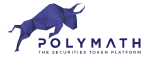 POLYMATH
THE SECURITIES TOKEN PLATFORM